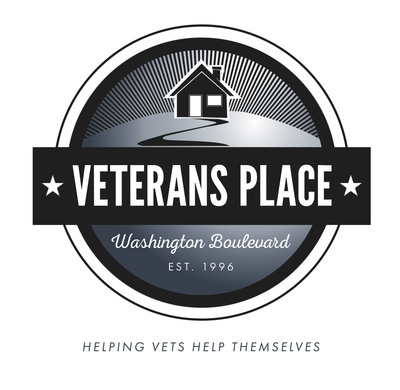 VETERANS PLACE
Washington Boulevard
EST. 1996
HELPING VETS HELP THEMSELVES